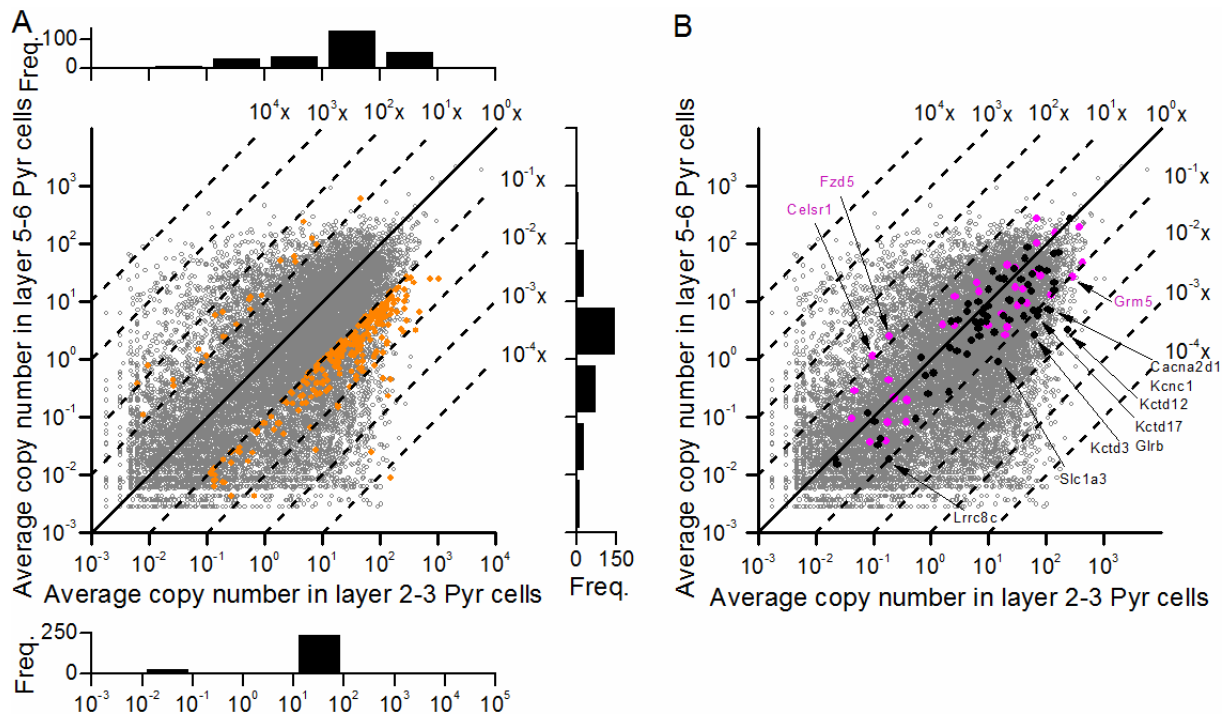 A
B
Freq.
100
0
10⁴x
10³x
10²x
10¹x
10⁰x
10⁻¹x
10⁻²x
10⁻³x
10⁻⁴x
Average copy number in layer 5-6 Pyr cells
10³
10²
10¹
10⁰
10⁻¹
10⁻²
10⁻³
10⁻³ 10⁻² 10⁻¹ 10⁰ 10¹ 10² 10³ 10⁴
Average copy number in layer 2-3 Pyr cells
0 150
Freq.
Freq.
250
0
10⁻³ 10⁻² 10⁻¹ 10⁰ 10¹ 10² 10³ 10⁴ 10⁵
10⁴x
10³x
10²x
10¹x
10⁰x
10⁻¹x
10⁻²x
10⁻³x
10⁻⁴x
Average copy number in layer 5-6 Pyr cells
10³
10²
10¹
10⁰
10⁻¹
10⁻²
10⁻³
Fzd5
Celsr1
Grm5
Cacna2d1
Kcnc1
Kctd12
Kctd17
Kctd3 Glrb
Slc1a3
Lrrc8c
10⁻³ 10⁻² 10⁻¹ 10⁰ 10¹ 10² 10³
Average copy number in layer 2-3 Pyr cells